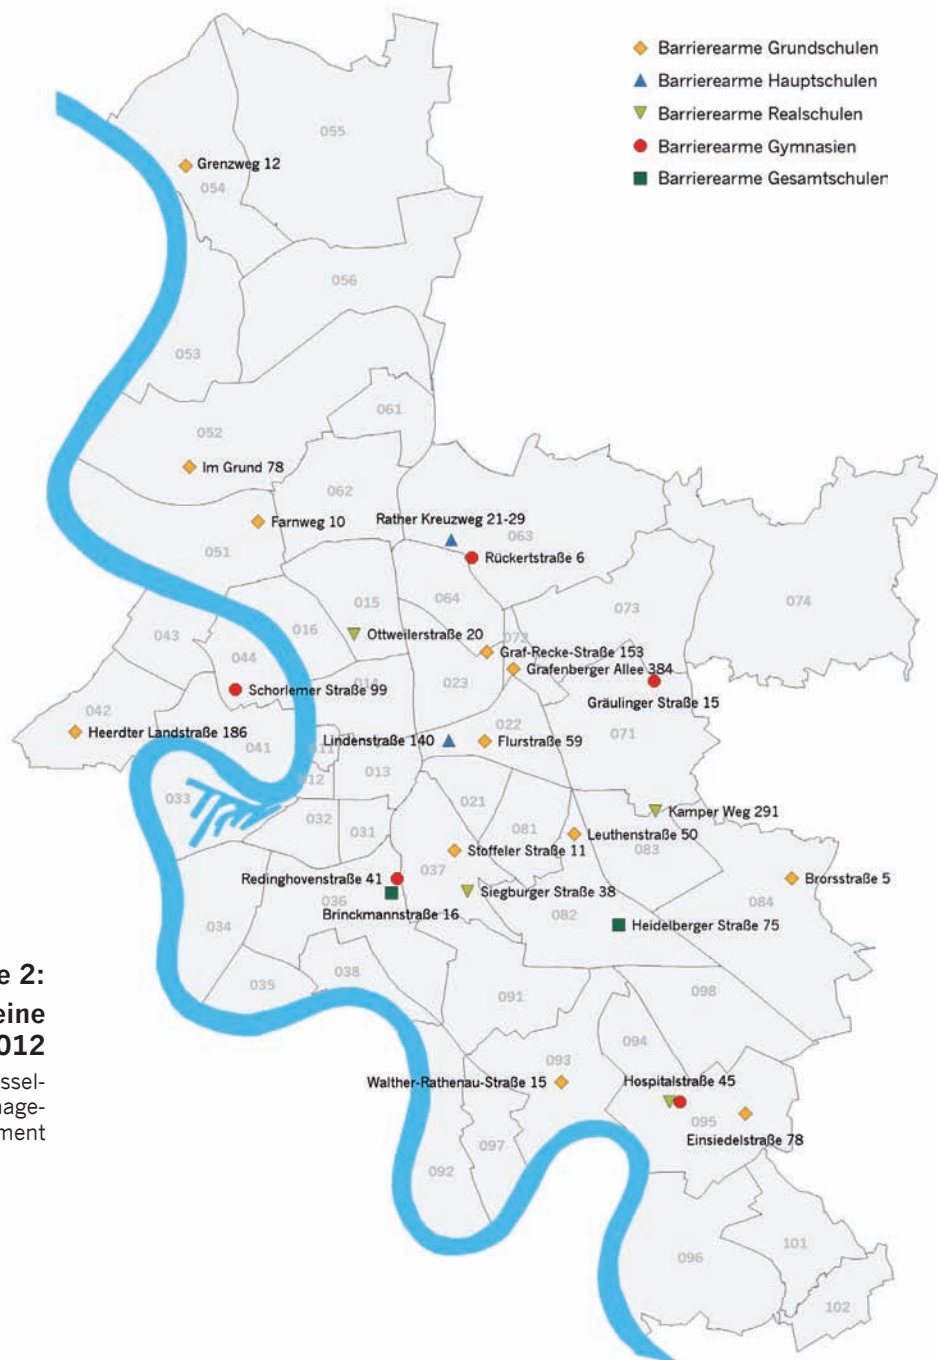 Barrierearme Grundschulen
Barrierearme Hauptschulen
Barrierearme Realschulen
Barrierearme Gymnasien
Barrierearme Gesamtschulen
055
Grenzweg 12
054
056
053
061
052
Im Grund 78
062
Rather Kreuzweg 21-29
Farnweg 10
063
051
Rückertstraße 6
074
064
015
073
016
043
Ottweilerstraße 20
072
044
Graf-Recke-Straße 153
Grafenberger Allee 384
014
023
Schorlemer Straße 99
Gräulinger Straße 15
042
022
Heerdter Landstraße 186
071
041
011
Lindenstraße 140
Flurstraße 59
013
012
033
021
Kamper Weg 291
032
031
081
Leuthenstraße 50
083
Stoffeler Straße 11
037
Redinghovenstraße 41
Brorsstraße 5
Siegburger Straße 38
036
084
Brinckmannstraße 16
082
034
Heidelberger Straße 75
038
035
e 2:
091
098
eine
012
094
093
ssel-
Walther-Rathenau-Straße 15
Hospitalstraße 45
nage-
095
ment
Einsiedelstraße 78
097
092
101
096
102